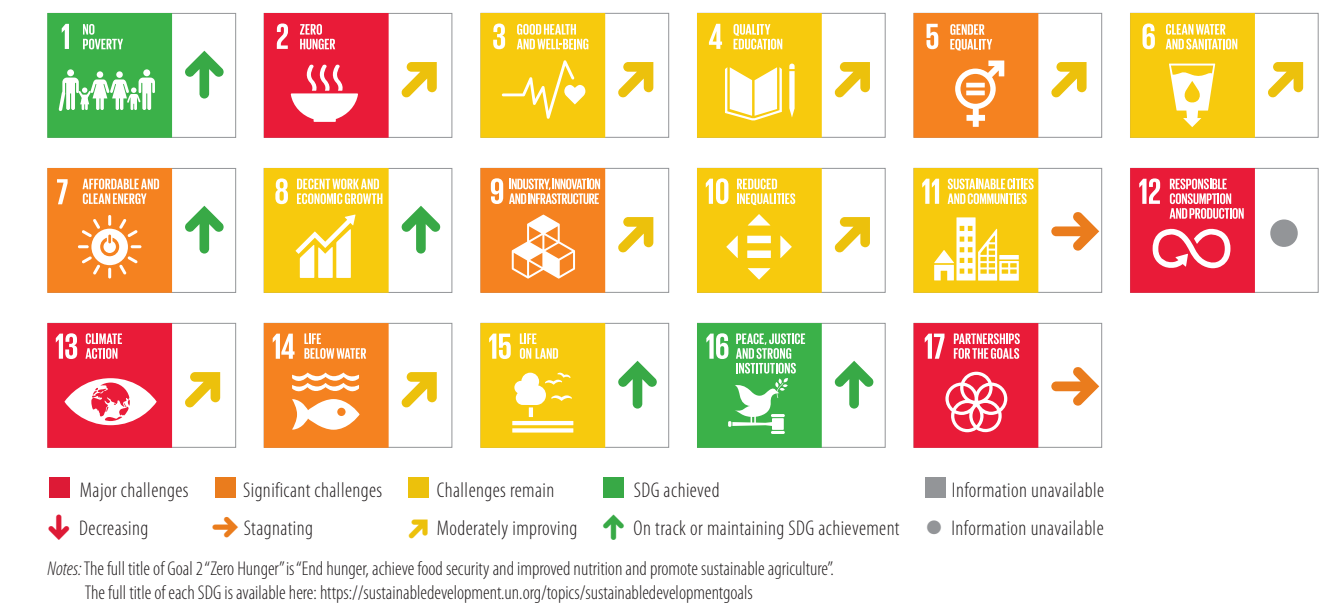 1 NO
POVERTY
2 ZERO
HUNGER
3 GOOD HEALTH
AND WELL-BEING
4 QUALITY
EDUCATION
5 GENDER
EQUALITY
6 CLEAN WATER
AND SANITATION
7 AFFORDABLE AND
CLEAN ENERGY
8 DECENT WORK AND
ECONOMIC GROWTH
9 INDUSTRY, INNOVATION
AND INFRASTRUCTURE
10 REDUCED
INEQUALITIES
11 SUSTAINABLE CITIES
AND COMMUNITIES
12 RESPONSIBLE
CONSUMPTION
AND PRODUCTION
13 CLIMATE
ACTION
14 LIFE
BELOW WATER
15 LIFE
ON LAND
16 PEACE, JUSTICE
AND STRONG
INSTITUTIONS
17 PARTNERSHIPS
FOR THE GOALS
Major challenges Significant challenges Challenges remain SDG achieved Information unavailable
Decreasing Stagnating Moderately improving On track or maintaining SDG achievement Information unavailable
Notes: The full title of Goal 2 “Zero Hunger” is “End hunger, achieve food security and improved nutrition and promote sustainable agriculture”.
The full title of each SDG is available here: https://sustainabledevelopment.un.org/topics/sustainabledevelopmentgoals